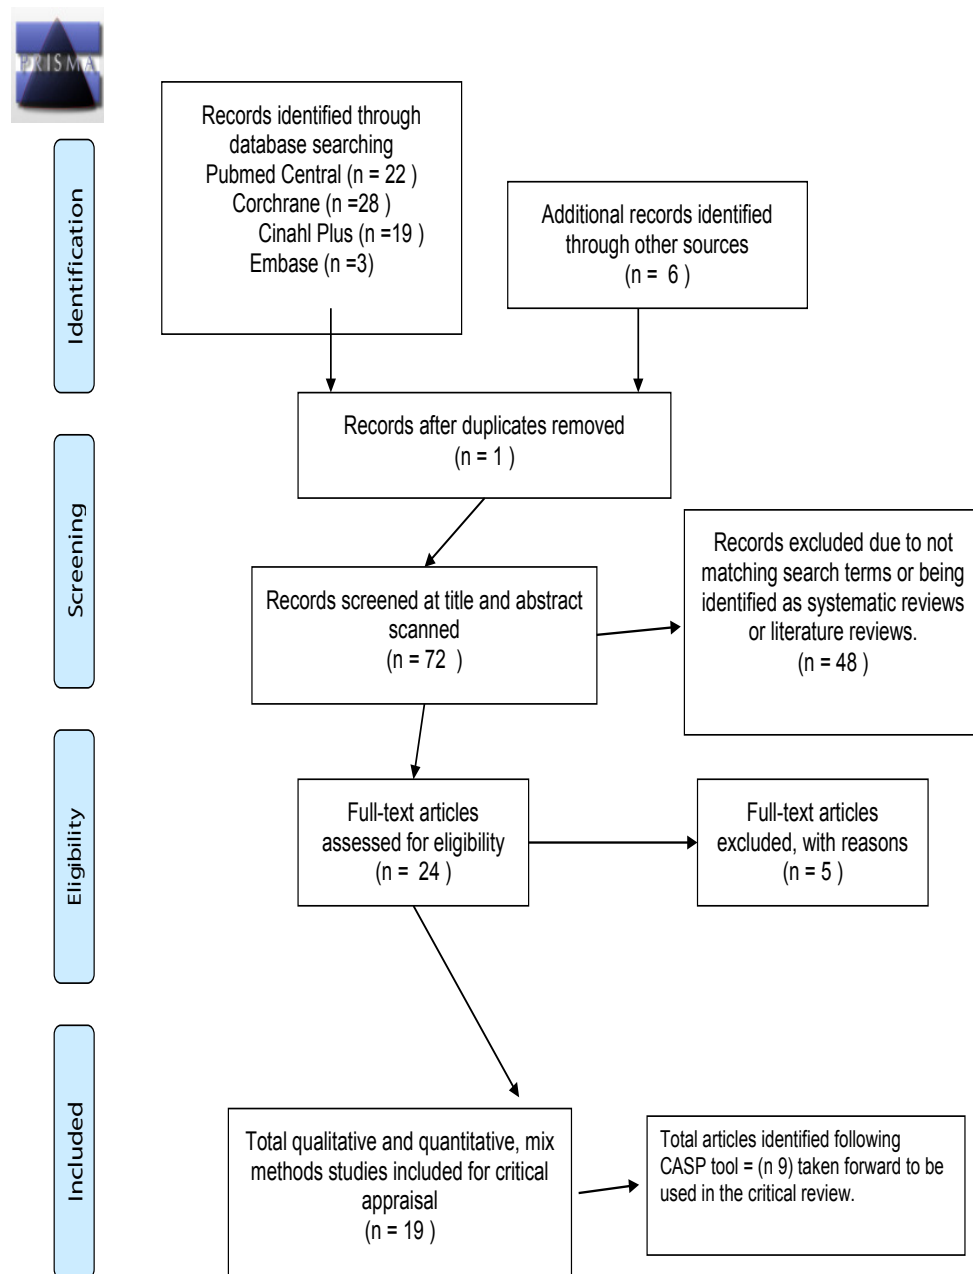 PRISMA
Identification
Records identified through
database searching
Pubmed Central (n = 22 )
Corchrane (n =28 )
Cinahl Plus (n =19 )
Embase (n =3)
Additional records identified
through other sources
(n =  6 )
Records after duplicates removed
(n = 1 )
Screening
Records screened at title and abstract
scanned
(n = 72  )
Records excluded due to not
matching search terms or being
identified as systematic reviews
or literature reviews.
(n = 48 )
Eligibility
Full-text articles
assessed for eligibility
(n =  24 )
Full-text articles
excluded, with reasons
(n = 5 )
Included
Total qualitative and quantitative, mix
methods studies included for critical
appraisal
(n = 19 )
Total articles identified following
CASP tool = (n 9) taken forward to be
used in the critical review.